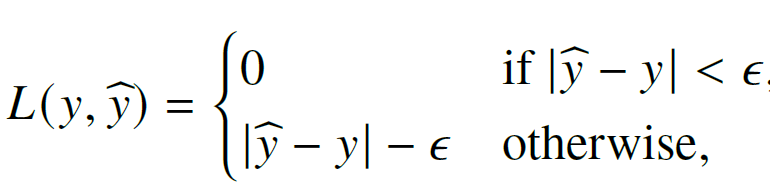 L(y, ŷ) = { 0 if |ŷ − y| < ϵ,
|ŷ − y| − ϵ otherwise,